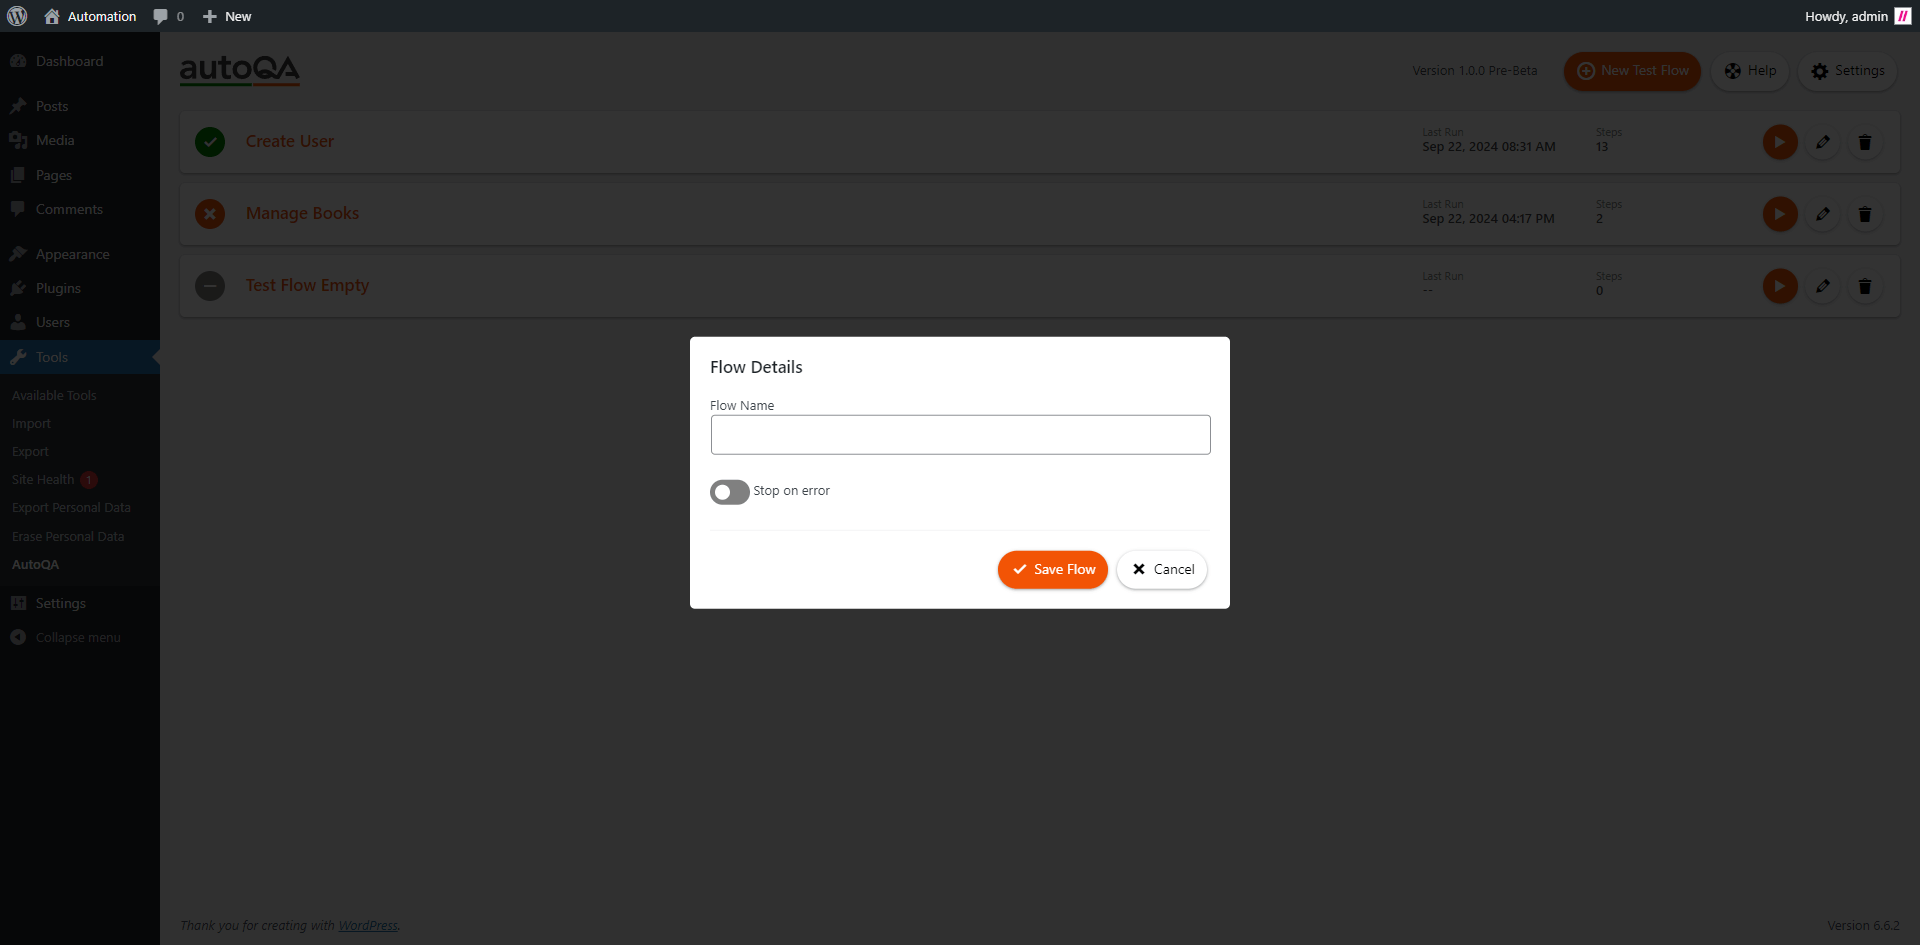 Automation
0
New
Howdy, admin
Dashboard
Posts
Media
Pages
Comments
Appearance
Plugins
Users
Tools
Available Tools
Import
Export
Site Health 1
Export Personal Data
Erase Personal Data
AutoQA
Settings
Collapse menu
autoQA
Version 1.0.0 Pre-Beta
New Test Flow
Help
Settings
Create User
Last Run
Sep 22, 2024 08:31 AM
Steps
13
Manage Books
Last Run
Sep 22, 2024 04:17 PM
Steps
2
Test Flow Empty
Last Run
--
Steps
0
Flow Details
Flow Name
Stop on error
Save Flow
Cancel
Thank you for creating with WordPress.
Version 6.6.2